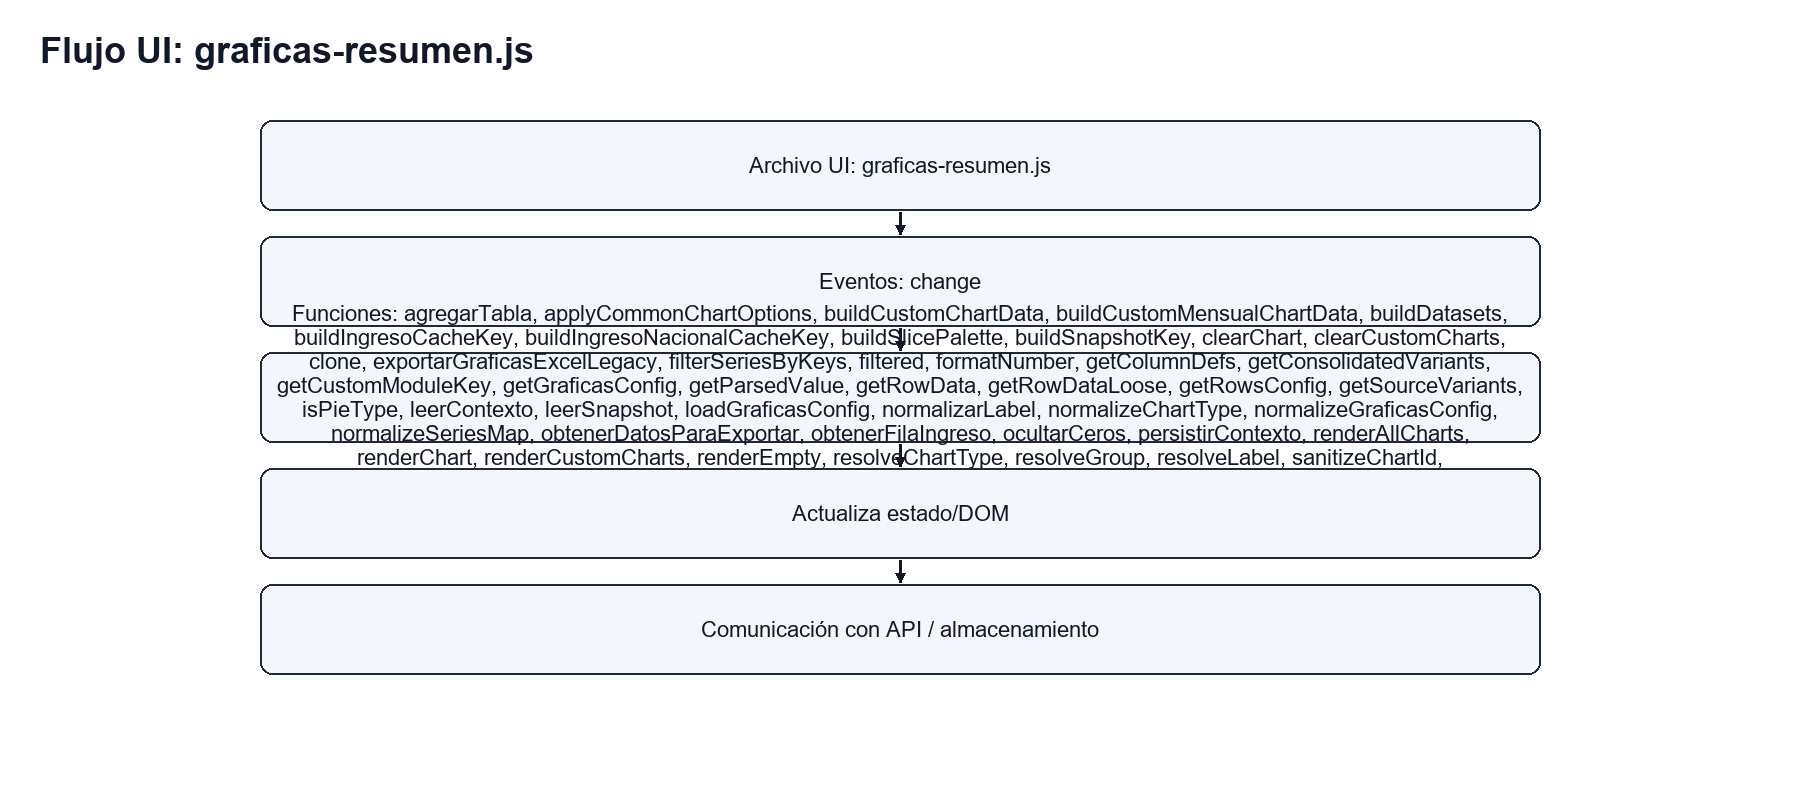 Flujo UI: graficas-resumen.js
Archivo UI: graficas-resumen.js
Eventos: change
Funciones: agregarTabla, applyCommonChartOptions, buildCustomChartData, buildCustomMensualChartData, buildDatasets,
buildIngresoCacheKey, buildIngresoNacionalCacheKey, buildSlicePalette, buildSnapshotKey, clearChart, clearCustomCharts,
clone, exportarGraficasExcelLegacy, filterSeriesByKeys, filtered, formatNumber, getColumnDefs, getConsolidatedVariants,
getCustomModuleKey, getGraficasConfig, getParsedValue, getRowData, getRowDataLoose, getRowsConfig, getSourceVariants,
isPieType, leerContexto, leerSnapshot, loadGraficasConfig, normalizarLabel, normalizeChartType, normalizeGraficasConfig,
normalizeSeriesMap, obtenerDatosParaExportar, obtenerFilaIngreso, ocultarCeros, persistirContexto, renderAllCharts,
renderChart, renderCustomCharts, renderEmpty, resolveChartType, resolveGroup, resolveLabel, sanitizeChartId,
Actualiza estado/DOM
Comunicación con API / almacenamiento